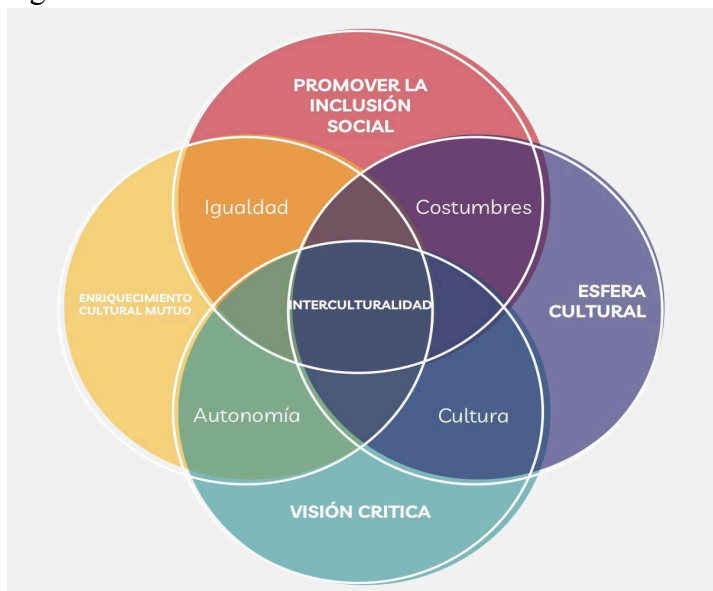 PROMOVER LA
INCLUSIÓN
SOCIAL
Igualdad
Costumbres
ENRIQUECIMIENTO
CULTURAL MUTUO
INTERCULTURALIDAD
ESFERA
CULTURAL
Autonomía
Cultura
VISIÓN CRITICA